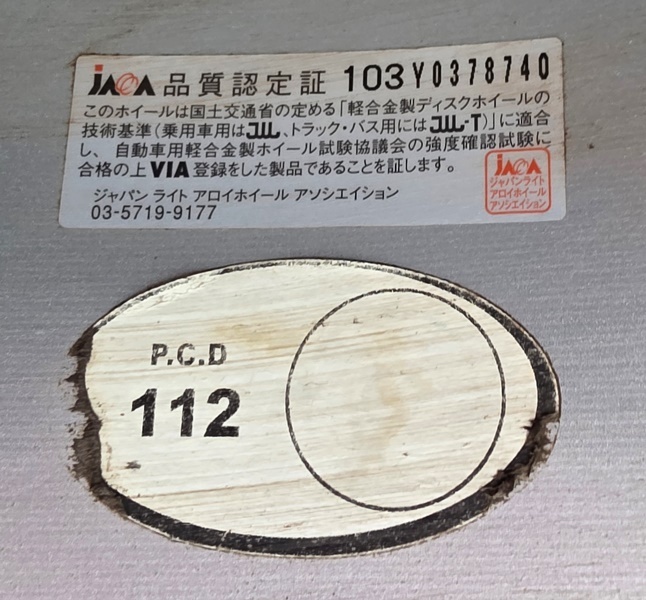 JAWA 品質認定証 103Y0378740
このホイールは国土交通省の定める「軽合金製ディスクホイールの
技術基準(乗用車用はJWL、トラック・バス用にはJWL-T)」に適合
し、自動車用軽合金製ホイール試験協議会の強度確認試験に
合格の上VIA登録をした製品であることを証します。
ジャパン ライト アロイホイール アソシエイション
03-5719-9177
JAWA
ジャパンライト
アロイホイール
アソシエイション
P.C.D
112